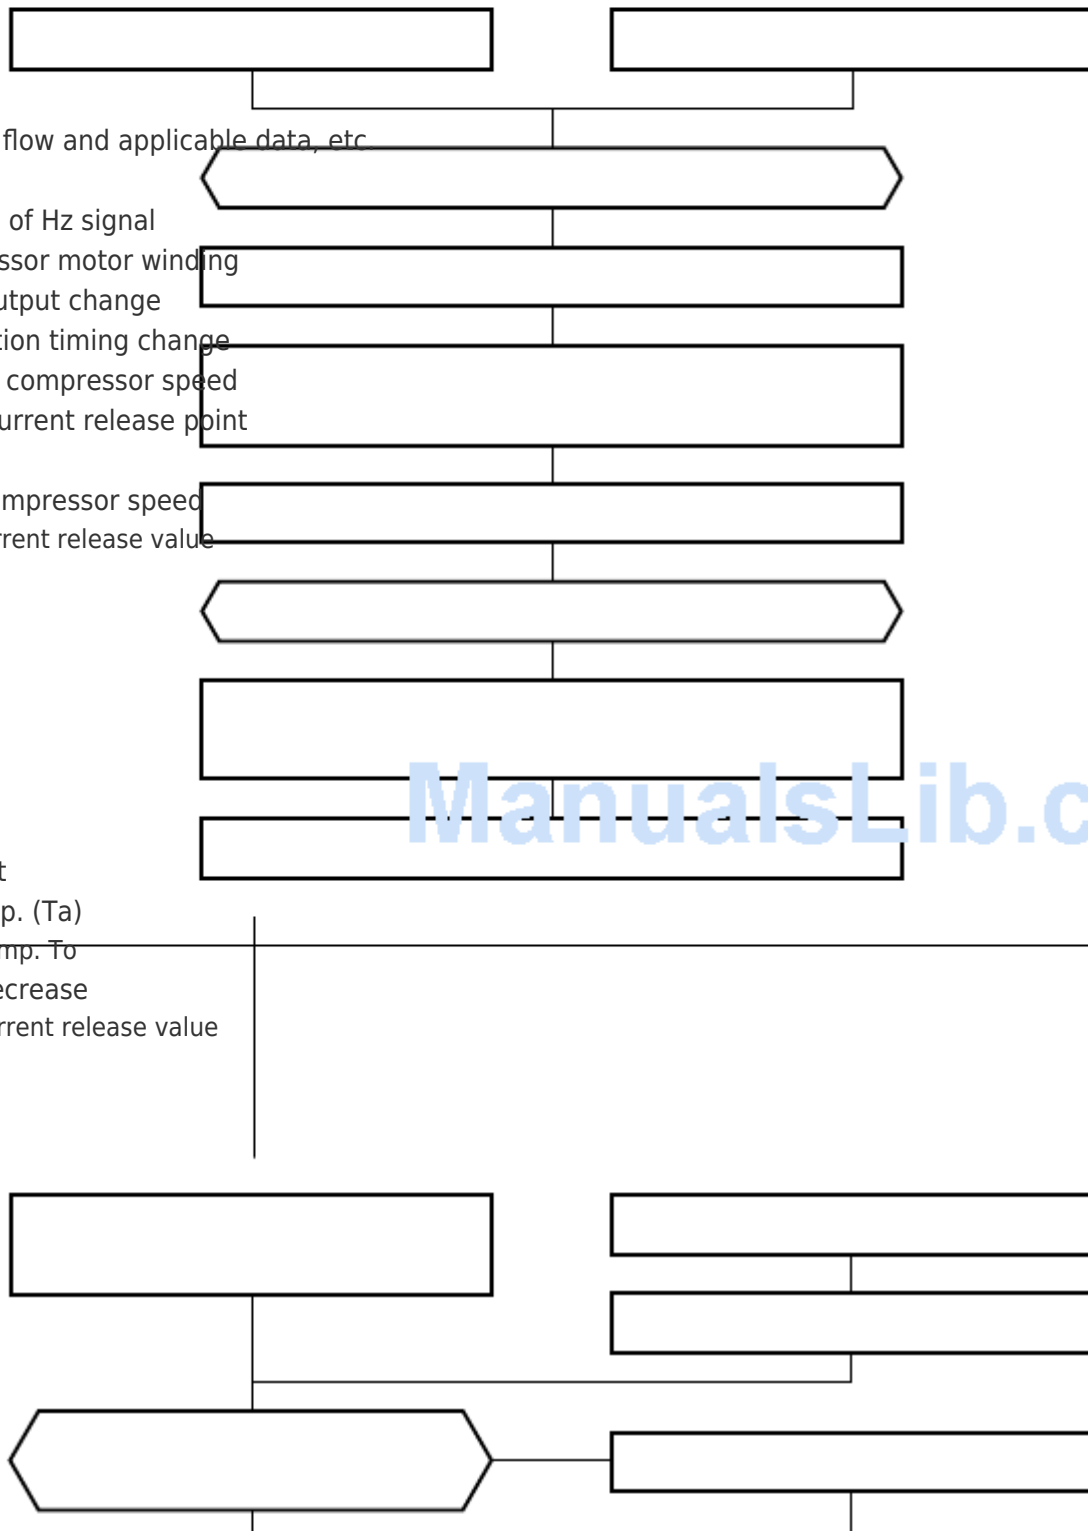 flow and applicable data, etc.
of Hz signal
ssor motor winding
utput change
tion timing change
compressor speed
urrent release point
mpressor speed
rrent release value
t
p. (Ta)
mp. To
ecrease
rrent release value
ManualsLib.c